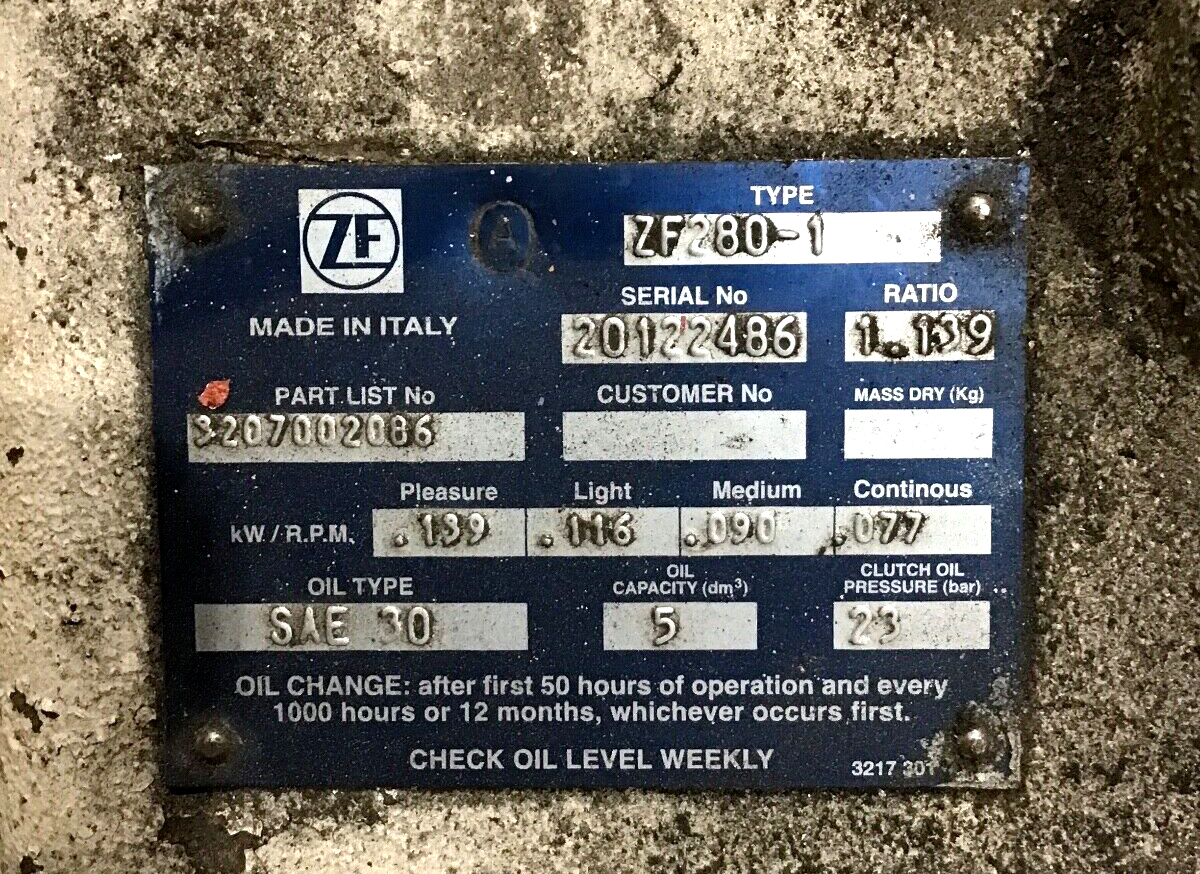 ZF
A
TYPE
ZF280-1
SERIAL No
RATIO
20122486
1.139
MADE IN ITALY
PART LIST No
CUSTOMER No
MASS DRY (Kg)
3207002086
Pleasure
Light
Medium
Continous
kW / R.P.M.
.139
.116
.090
.077
OIL TYPE
OIL CAPACITY (dm³)
CLUTCH OIL PRESSURE (bar)
SAE 30
5
23
OIL CHANGE: after first 50 hours of operation and every
1000 hours or 12 months, whichever occurs first.
CHECK OIL LEVEL WEEKLY
3217 301